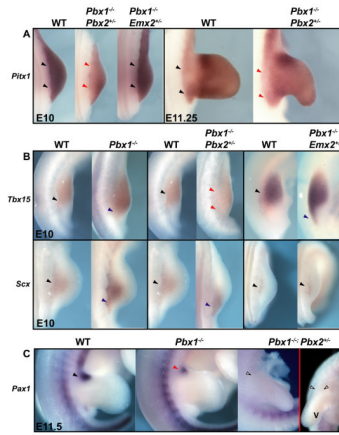 WT
Pbx1-/-
Pbx2+/-
Pbx1-/-
Emx2+/-
WT
Pbx1-/-
Pbx2+/-
A
Pitx1
E10
E11.25
WT
Pbx1-/-
WT
Pbx1-/-
Pbx2+/-
WT
Pbx1-/-
Emx2+/-
B
Tbx15
E10
Scx
E10
WT
Pbx1-/-
Pbx1-/-; Pbx2+/-
C
Pax1
E11.5
V